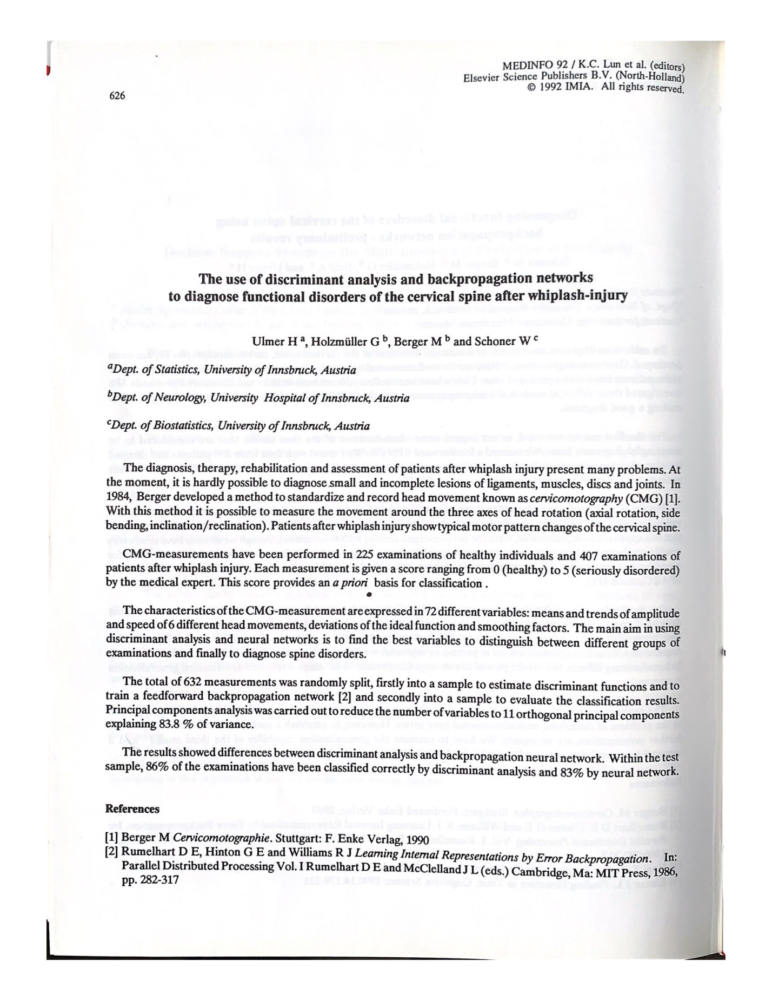 MEDINFO 92 / K.C. Lun et al. (editors)
Elsevier Science Publishers B.V. (North-Holland)
© 1992 IMIA. All rights reserved.
626
The use of discriminant analysis and backpropagation networks
to diagnose functional disorders of the cervical spine after whiplash-injury
Ulmer H a, Holzmüller G b, Berger M b and Schoner W c
aDept. of Statistics, University of Innsbruck, Austria
bDept. of Neurology, University Hospital of Innsbruck, Austria
cDept. of Biostatistics, University of Innsbruck, Austria
The diagnosis, therapy, rehabilitation and assessment of patients after whiplash injury present many problems. At
the moment, it is hardly possible to diagnose small and incomplete lesions of ligaments, muscles, discs and joints. In
1984, Berger developed a method to standardize and record head movement known as cervicomotography (CMG) [1].
With this method it is possible to measure the movement around the three axes of head rotation (axial rotation, side
bending, inclination/reclination). Patients after whiplash injury show typical motor pattern changes of the cervical spine.
CMG-measurements have been performed in 225 examinations of healthy individuals and 407 examinations of
patients after whiplash injury. Each measurement is given a score ranging from 0 (healthy) to 5 (seriously disordered)
by the medical expert. This score provides an a priori basis for classification .
The characteristics of the CMG-measurement are expressed in 72 different variables: means and trends of amplitude
and speed of 6 different head movements, deviations of the ideal function and smoothing factors. The main aim in using
discriminant analysis and neural networks is to find the best variables to distinguish between different groups of
examinations and finally to diagnose spine disorders.
The total of 632 measurements was randomly split, firstly into a sample to estimate discriminant functions and to
train a feedforward backpropagation network [2] and secondly into a sample to evaluate the classification results.
Principal components analysis was carried out to reduce the number of variables to 11 orthogonal principal components
explaining 83.8 % of variance.
The results showed differences between discriminant analysis and backpropagation neural network. Within the test
sample, 86% of the examinations have been classified correctly by discriminant analysis and 83% by neural network.
References
[1] Berger M Cervicomotographie. Stuttgart: F. Enke Verlag, 1990
[2] Rumelhart D E, Hinton G E and Williams R J Learning Internal Representations by Error Backpropagation. In:
Parallel Distributed Processing Vol. I Rumelhart D E and McClelland J L (eds.) Cambridge, Ma: MIT Press, 1986,
pp. 282-317